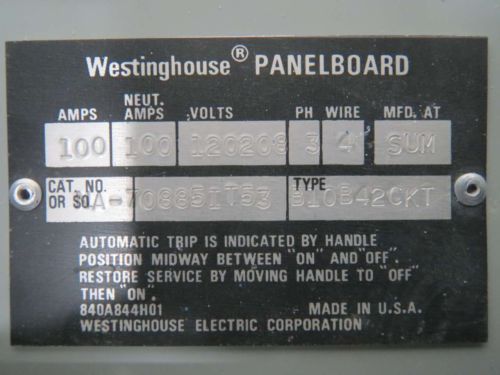 Westinghouse® PANELBOARD
AMPS NEUT. AMPS VOLTS PH WIRE MFD. AT
100 100 120208 3 4 SUM
CAT. NO. OR SO. TYPE
A-70885IT53 B10B42CKT
AUTOMATIC TRIP IS INDICATED BY HANDLE
POSITION MIDWAY BETWEEN "ON" AND "OFF".
RESTORE SERVICE BY MOVING HANDLE TO "OFF"
THEN "ON".
840A844H01 MADE IN U.S.A.
WESTINGHOUSE ELECTRIC CORPORATION